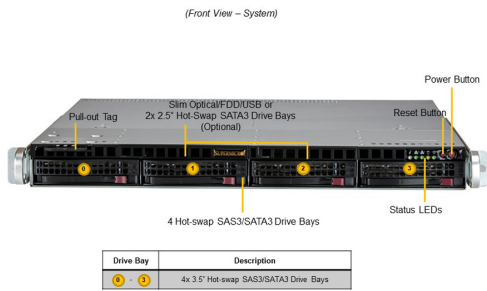 (Front View – System)
Power Button
Slim Optical/FDD/USB or
2x 2.5" Hot-Swap SATA3 Drive Bays
(Optional)
Pull-out Tag
Reset Button
SUPERMICRO
0
1
2
3
Status LEDs
4 Hot-swap SAS3/SATA3 Drive Bays
Drive Bay Description
0 - 3 4x 3.5" Hot-swap SAS3/SATA3 Drive Bays